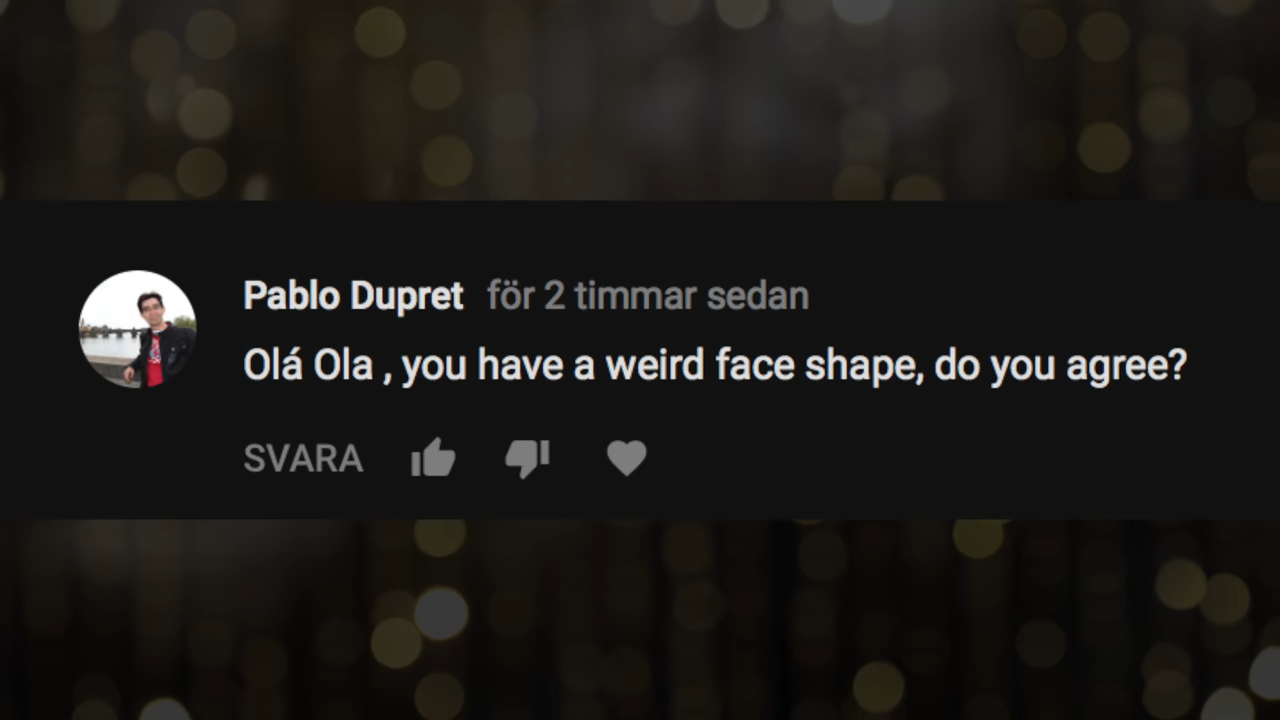 Pablo Dupret för 2 timmar sedan
Olá Ola , you have a weird face shape, do you agree?
SVARA